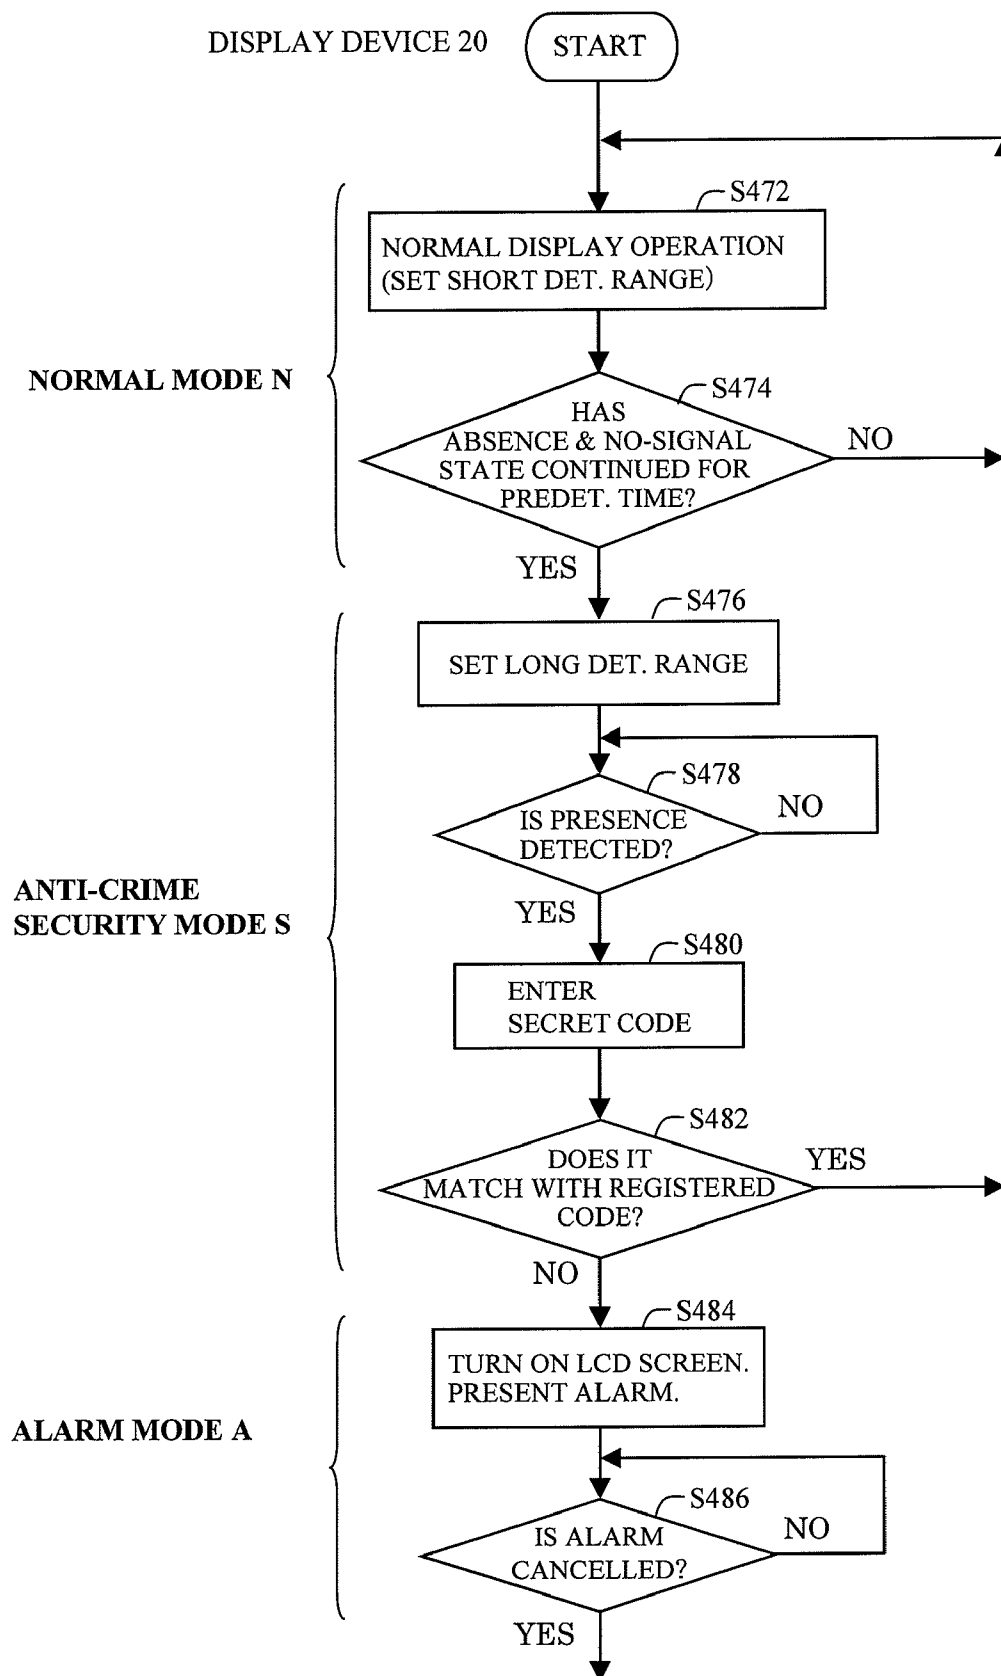 DISPLAY DEVICE 20
START
S472
NORMAL DISPLAY OPERATION
(SET SHORT DET. RANGE)
NORMAL MODE N
S474
HAS
ABSENCE & NO-SIGNAL
STATE CONTINUED FOR
PREDET. TIME?
NO
YES
S476
SET LONG DET. RANGE
S478
IS PRESENCE
DETECTED?
NO
YES
ANTI-CRIME
SECURITY MODE S
S480
ENTER
SECRET CODE
S482
DOES IT
MATCH WITH REGISTERED
CODE?
YES
NO
S484
TURN ON LCD SCREEN.
PRESENT ALARM.
ALARM MODE A
S486
IS ALARM
CANCELLED?
NO
YES